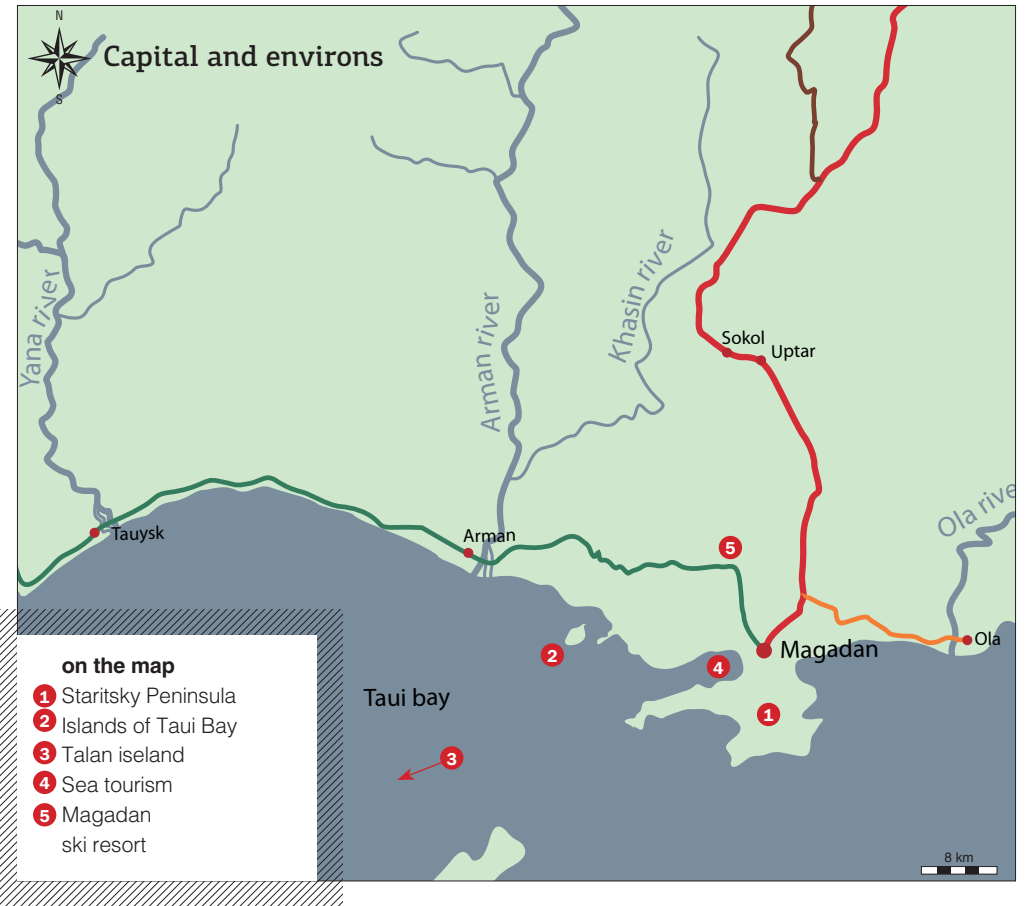 N
S
Capital and environs
Yana river
Arman river
Khasin river
Sokol
Uptar
Ola rive
Tauysk
Arman
5
Ola
Magadan
2
4
Taui bay
1
3
on the map
1 Staritsky Peninsula
2 Islands of Taui Bay
3 Talan iseland
4 Sea tourism
5 Magadan
ski resort
8 km